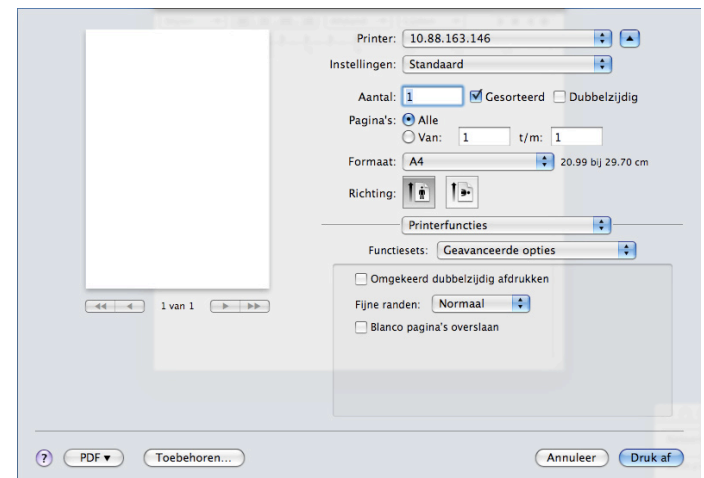 Printer: 10.88.163.146
Instellingen: Standaard
Aantal: 1 Gesorteerd Dubbelzijdig
Pagina's: Alle
Van: 1 t/m: 1
Formaat: A4 20.99 bij 29.70 cm
Richting:
Printerfuncties
Functiesets: Geavanceerde opties
Omgekeerd dubbelzijdig afdrukken
Fijne randen: Normaal
Blanco pagina's overslaan
1 van 1
? PDF▾ Toebehoren... Annuleer Druk af